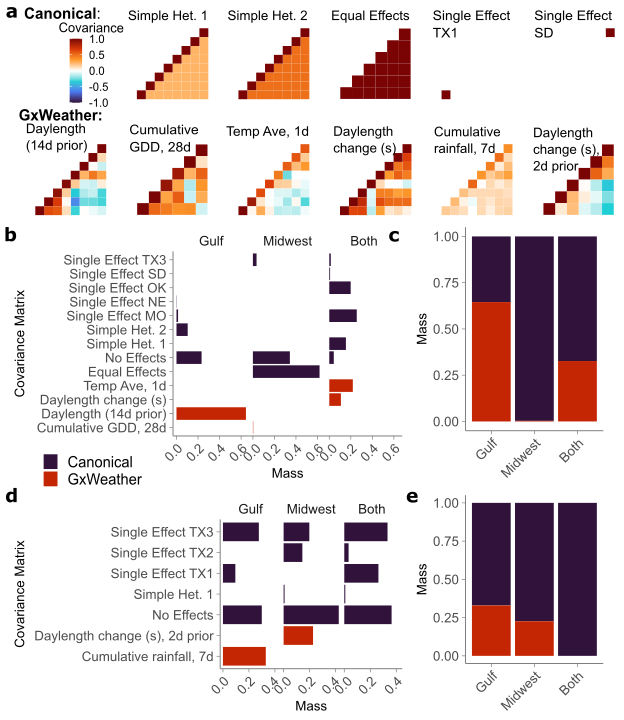 a
Canonical:
Covariance
1.0
0.5
0.0
-0.5
-1.0
Simple Het. 1
Simple Het. 2
Equal Effects
Single Effect
TX1
Single Effect
SD
GxWeather:
Daylength
(14d prior)
Cumulative
GDD, 28d
Temp Ave, 1d
Daylength
change (s)
Cumulative
rainfall, 7d
Daylength
change (s),
2d prior
b
Gulf Midwest Both
Covariance Matrix
Single Effect TX3
Single Effect SD
Single Effect OK
Single Effect NE
Single Effect MO
Simple Het. 2
Simple Het. 1
No Effects
Equal Effects
Temp Ave, 1d
Daylength change (s)
Daylength (14d prior)
Cumulative GDD, 28d
0.0 0.2 0.4 0.6 0.0 0.2 0.4 0.6 0.0 0.2 0.4 0.6
Mass
Canonical
GxWeather
c
Mass
1.00
0.75
0.50
0.25
0.00
Gulf Midwest Both
d
Gulf Midwest Both
Covariance Matrix
Single Effect TX3
Single Effect TX2
Single Effect TX1
Simple Het. 1
No Effects
Daylength change (s), 2d prior
Cumulative rainfall, 7d
0.0 0.2 0.4 0.0 0.2 0.4 0.0 0.2 0.4
Mass
e
Mass
1.00
0.75
0.50
0.25
0.00
Gulf Midwest Both